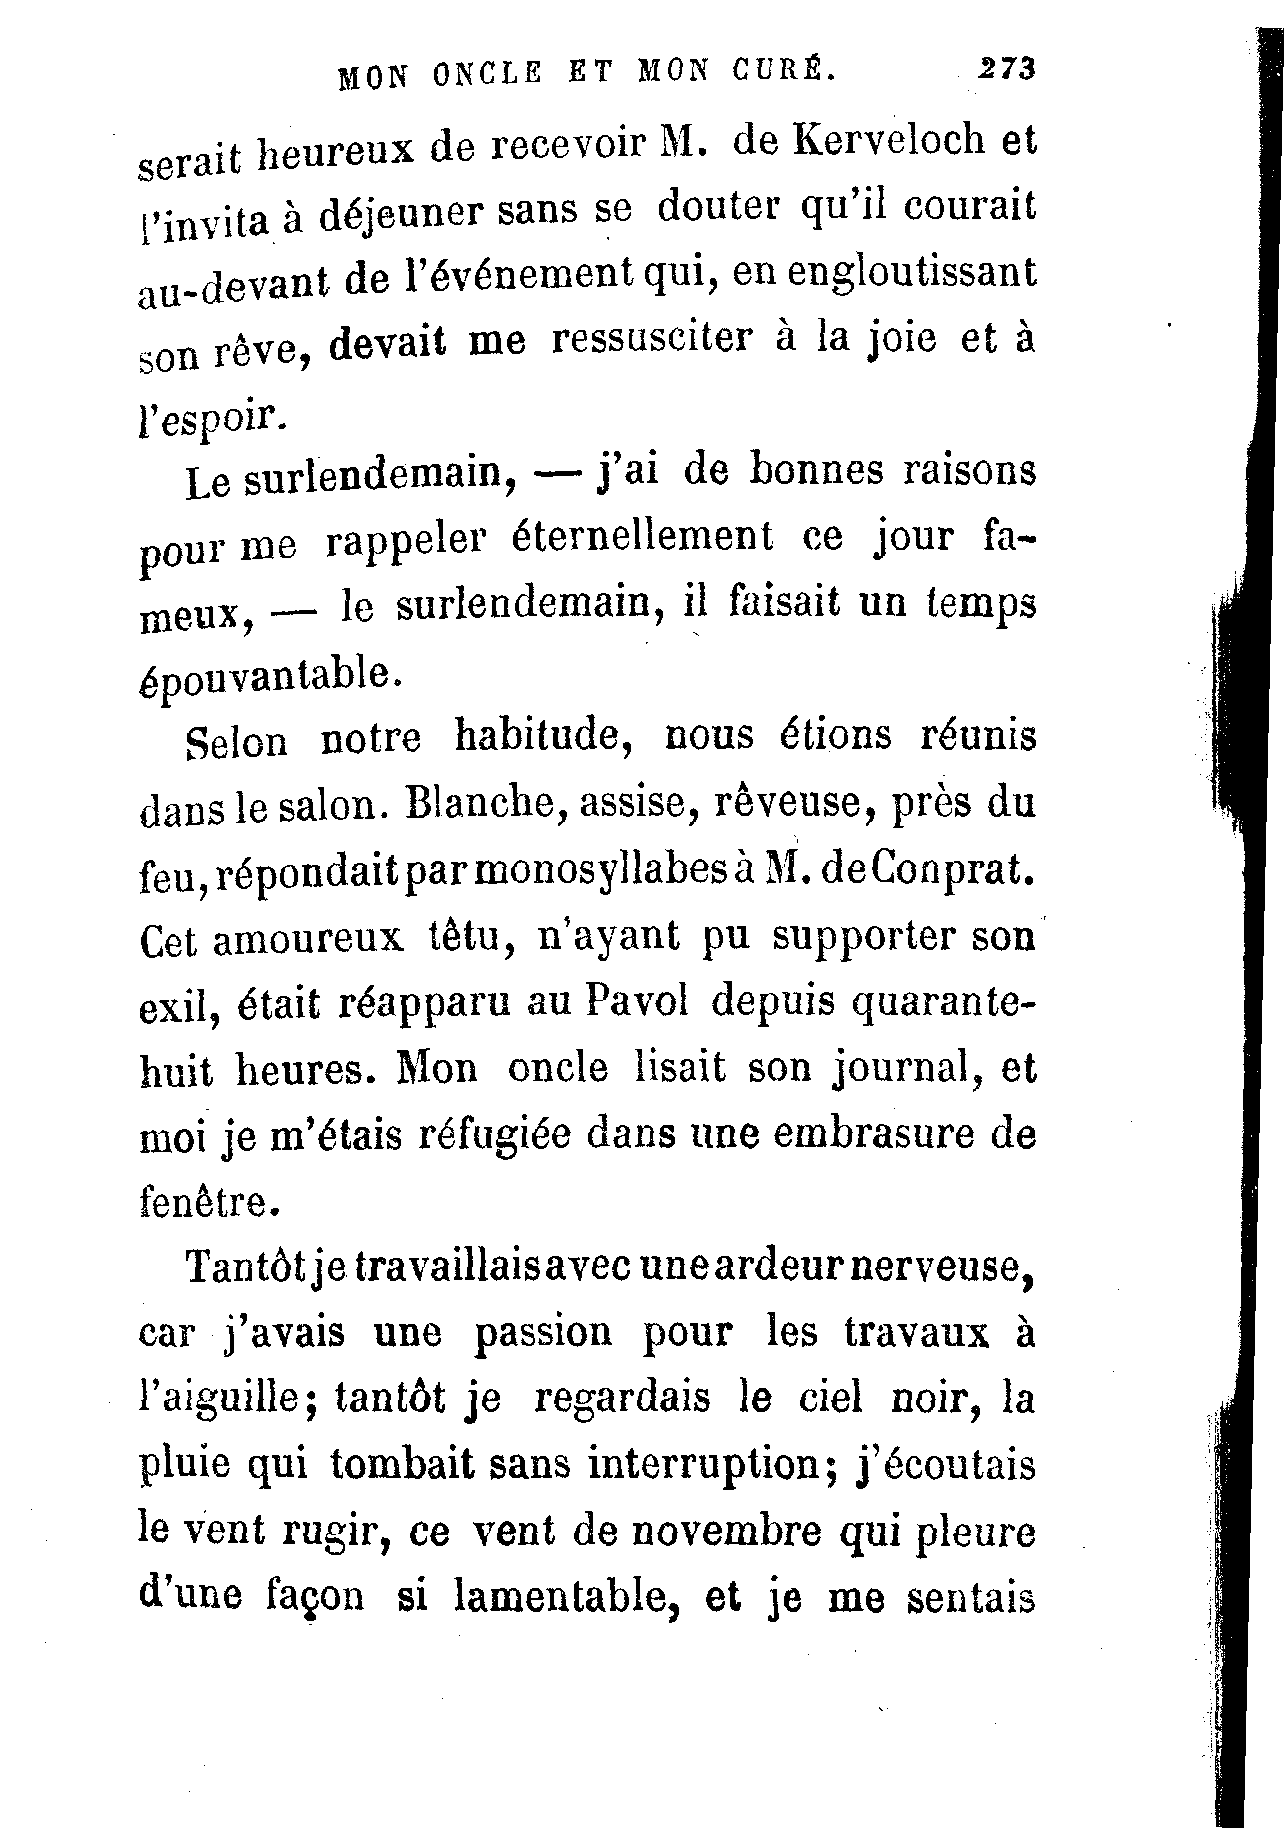 MON ONCLE ET MON CURÉ. 273
serait heureux de recevoir M. de Kerveloch et
l'invita à déjeuner sans se douter qu'il courait
au-devant de l'événement qui, en engloutissant
son rêve, devait me ressusciter à la joie et à
l'espoir.
Le surlendemain, — j'ai de bonnes raisons
pour me rappeler éternellement ce jour fa-
meux, — le surlendemain, il faisait un temps
épouvantable.
Selon notre habitude, nous étions réunis
dans le salon. Blanche, assise, rêveuse, près du
feu, répondait par monosyllabes à M. de Conprat.
Cet amoureux têtu, n'ayant pu supporter son
exil, était réapparu au Pavol depuis quarante-
huit heures. Mon oncle lisait son journal, et
moi je m'étais réfugiée dans une embrasure de
fenêtre.
Tantôt je travaillais avec une ardeur nerveuse,
car j'avais une passion pour les travaux à
l'aiguille; tantôt je regardais le ciel noir, la
pluie qui tombait sans interruption; j'écoutais
le vent rugir, ce vent de novembre qui pleure
d'une façon si lamentable, et je me sentais